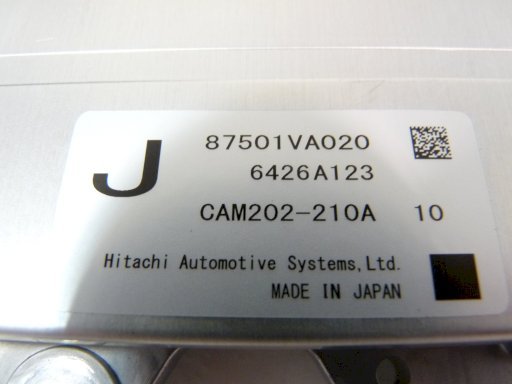 J
87501VA020
6426A123
CAM202-210A 10
Hitachi Automotive Systems,Ltd.
MADE IN JAPAN